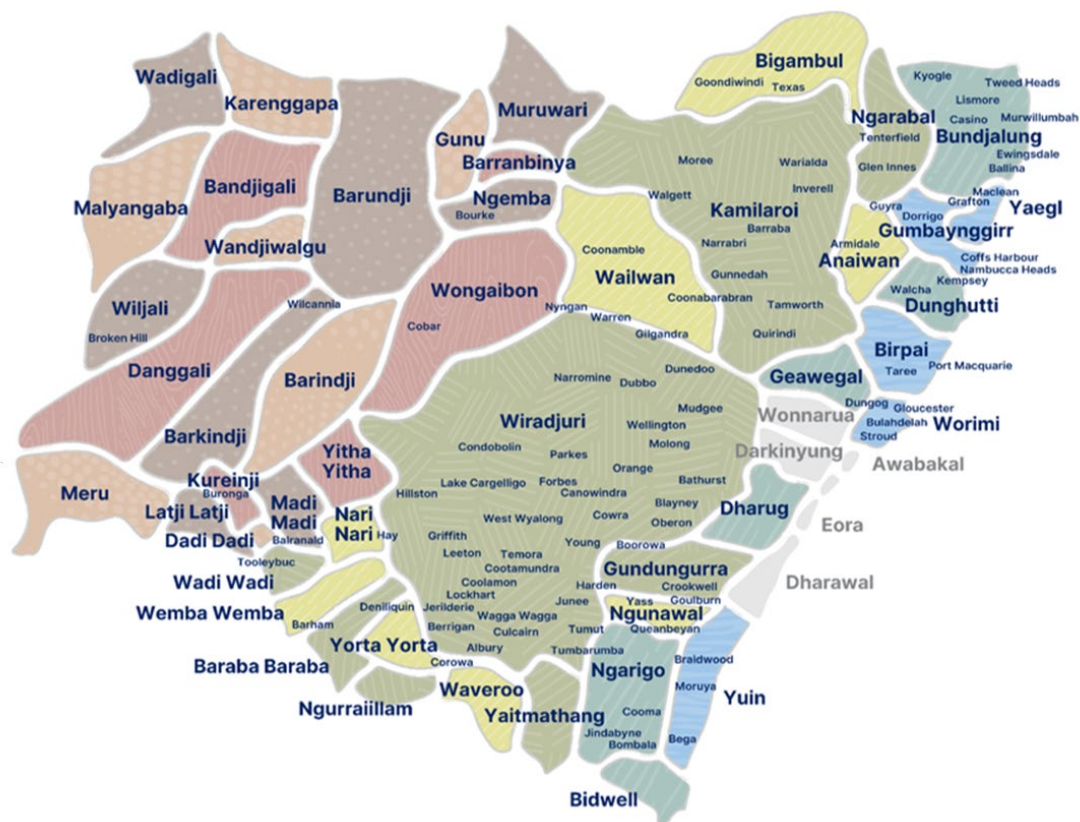 Bigambul
Goondiwindi
Texas
Wadigali
Karenggapa
Muruwari
Gunu
Barranbinya
Ngarabal
Tenterfield
Glen Innes
Kyogle
Tweed Heads
Lismore
Casino
Murwillumbah
Bundjalung
Ewingsdale
Ballina
Bandjigali
Barundji
Ngemba
Bourke
Malyangaba
Wandjiwalgu
Moree
Warialda
Walgett
Inverell
Kamilaroi
Barraba
Narrabri
Gunnedah
Coonabarabran
Tamworth
Quirindi
Maclean
Grafton
Yaegl
Guyra
Dorrigo
Gumbaynggirr
Armidale
Anaiwan
Coffs Harbour
Nambucca Heads
Kempsey
Walcha
Dunghutti
Coonamble
Wailwan
Wongaibon
Nyngan
Warren
Gilgandra
Cobar
Wiljali
Broken Hill
Wilcannia
Danggali
Barindji
Barkindji
Birpai
Taree
Port Macquarie
Geawegal
Wonnarua
Dungog
Gloucester
Bulahdelah
Stroud
Worimi
Darkinyung
Awabakal
Narromine
Dubbo
Dunedoo
Wiradjuri
Mudgee
Wellington
Condobolin
Parkes
Molong
Orange
Lake Cargelligo
Forbes
Bathurst
Hillston
Canowindra
Blayney
West Wyalong
Cowra
Oberon
Griffith
Young
Boorowa
Leeton
Temora
Cootamundra
Coolamon
Lockhart
Harden
Junee
Jerilderie
Wagga Wagga
Berrigan
Culcairn
Tumut
Albury
Tumbarumba
Corowa
Yitha
Yitha
Meru
Kureinji
Buronga
Latji Latji
Madi
Madi
Nari
Nari
Hay
Dadi Dadi
Balranald
Tooleybuc
Wadi Wadi
Wemba Wemba
Barham
Deniliquin
Yorta Yorta
Baraba Baraba
Ngurraiillam
Waveroo
Yaitmathang
Dharug
Eora
Gundungurra
Crookwell
Dharawal
Yass
Goulburn
Ngunawal
Queanbeyan
Ngarigo
Braidwood
Moruya
Yuin
Cooma
Jindabyne
Bombala
Bega
Bidwell